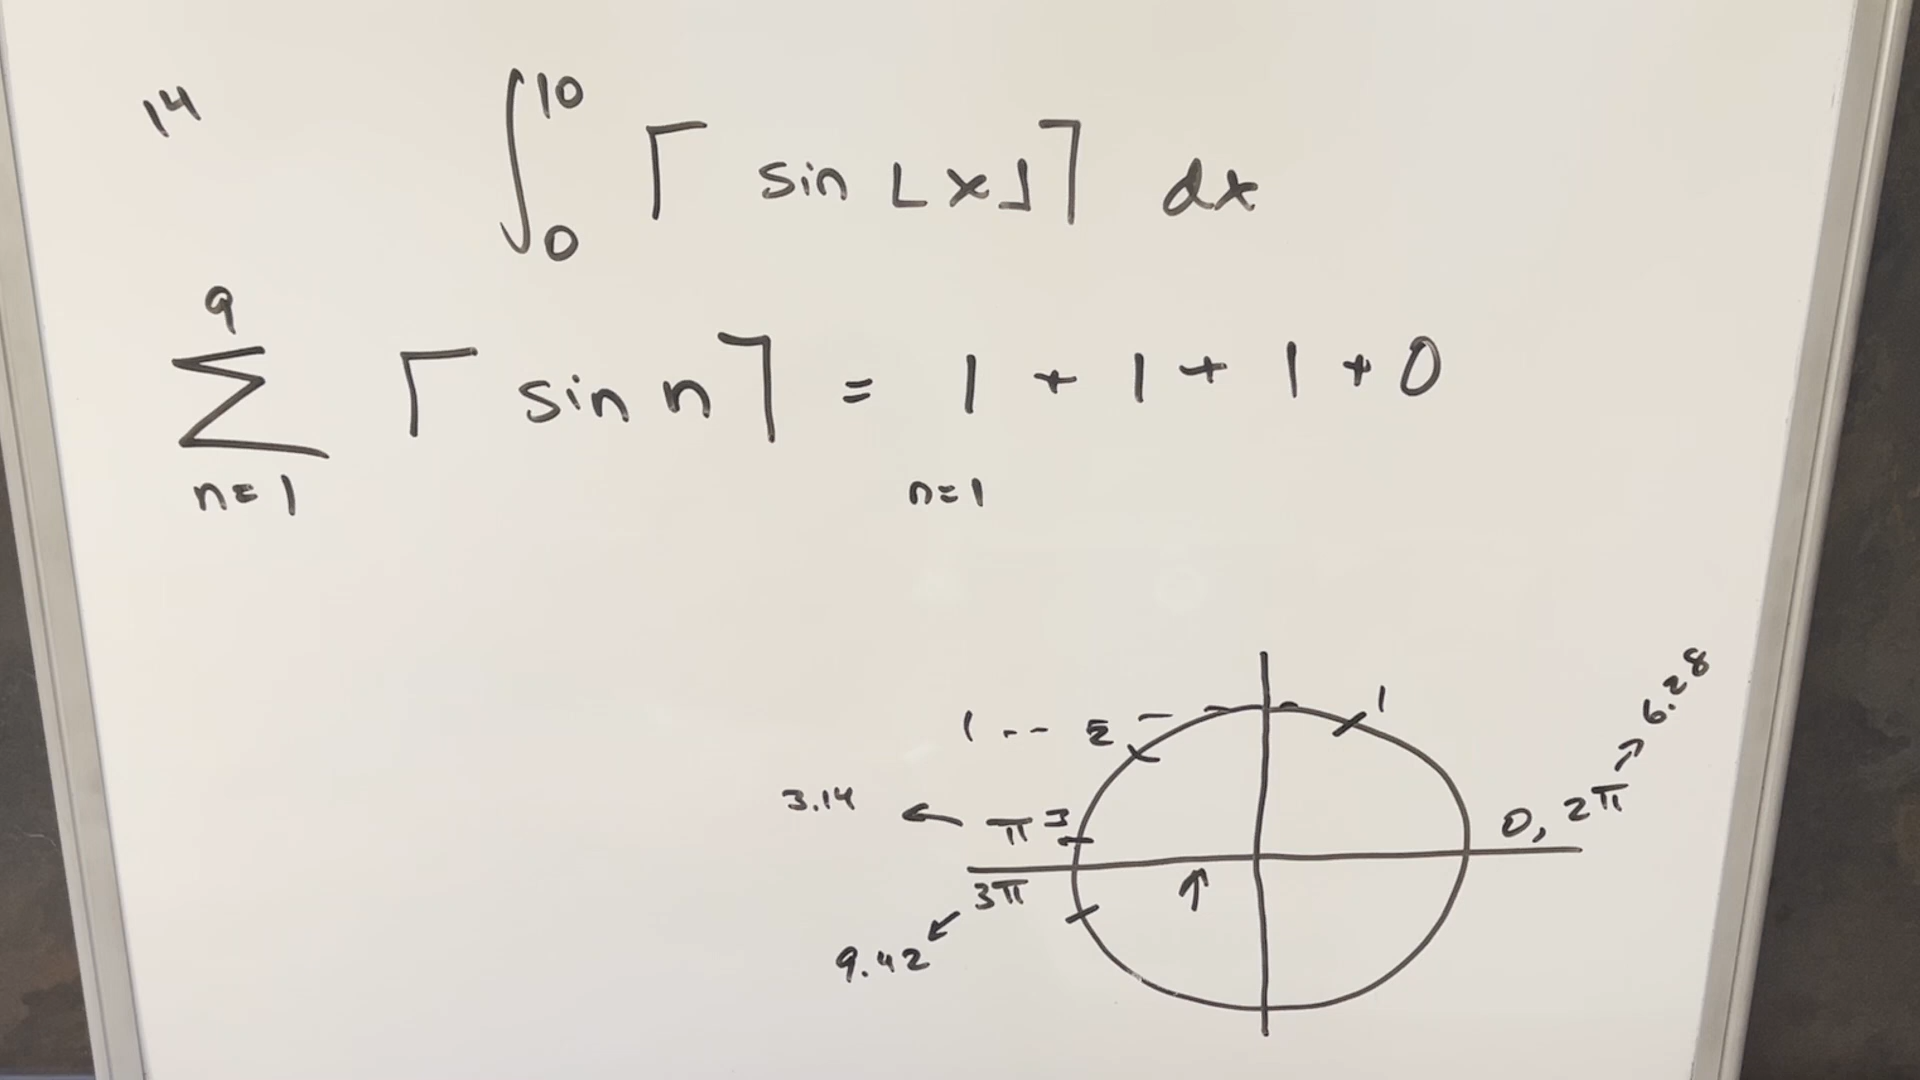 14
∫₀¹⁰ ⌈ sin ⌊x⌋⌉ dx
9
∑ ⌈ sin n⌉ = 1 + 1 + 1 + 0
n=1 n=1
6.28
1
1 -- 2
3.14 ← π 3
0, 2π
3π
9.42